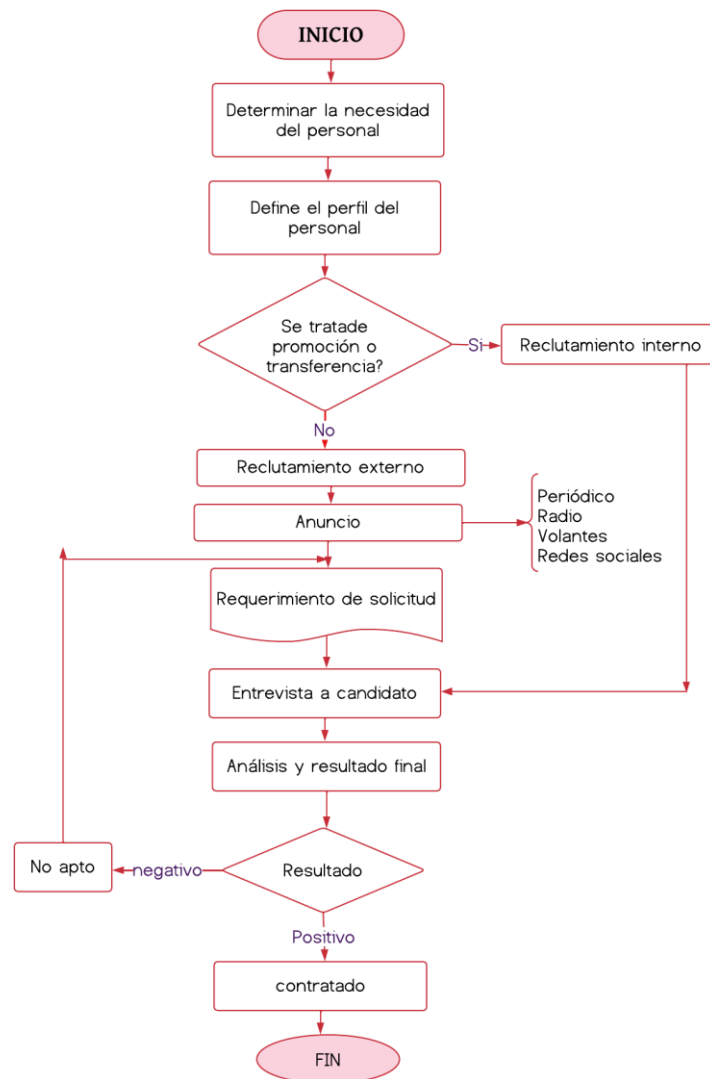 INICIO
Determinar la necesidad
del personal
Define el perfil del
personal
Se tratade
promoción o
transferencia?
Si
Reclutamiento interno
No
Reclutamiento externo
Anuncio
Periódico
Radio
Volantes
Redes sociales
Requerimiento de solicitud
Entrevista a candidato
Análisis y resultado final
No apto
negativo
Resultado
Positivo
contratado
FIN